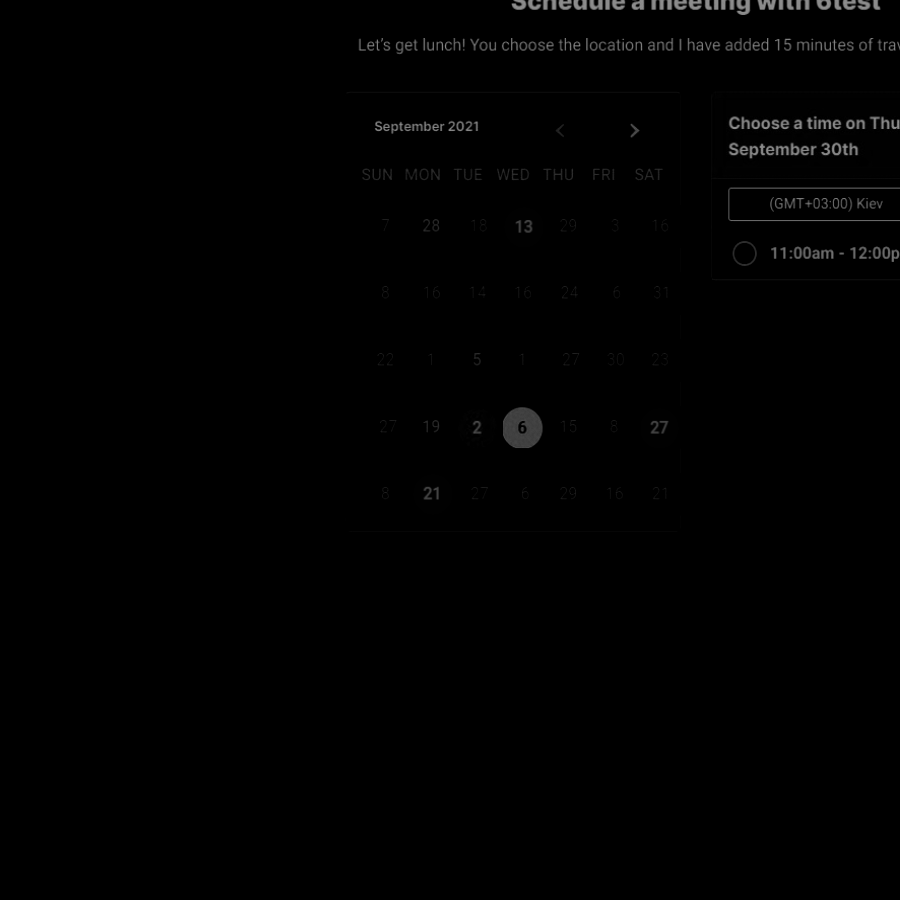 Schedule a meeting with 6test
Let's get lunch! You choose the location and I have added 15 minutes of
September 2021
SUN MON TUE WED THU FRI SAT
7 28 18 13 29 3 16
8 16 14 16 24 6 31
22 1 5 1 27 30 23
27 19 2 6 15 8 27
8 21 27 6 29 16 21
Choose a time on Thu
September 30th
(GMT+03:00) Kiev
11:00am - 12:00p